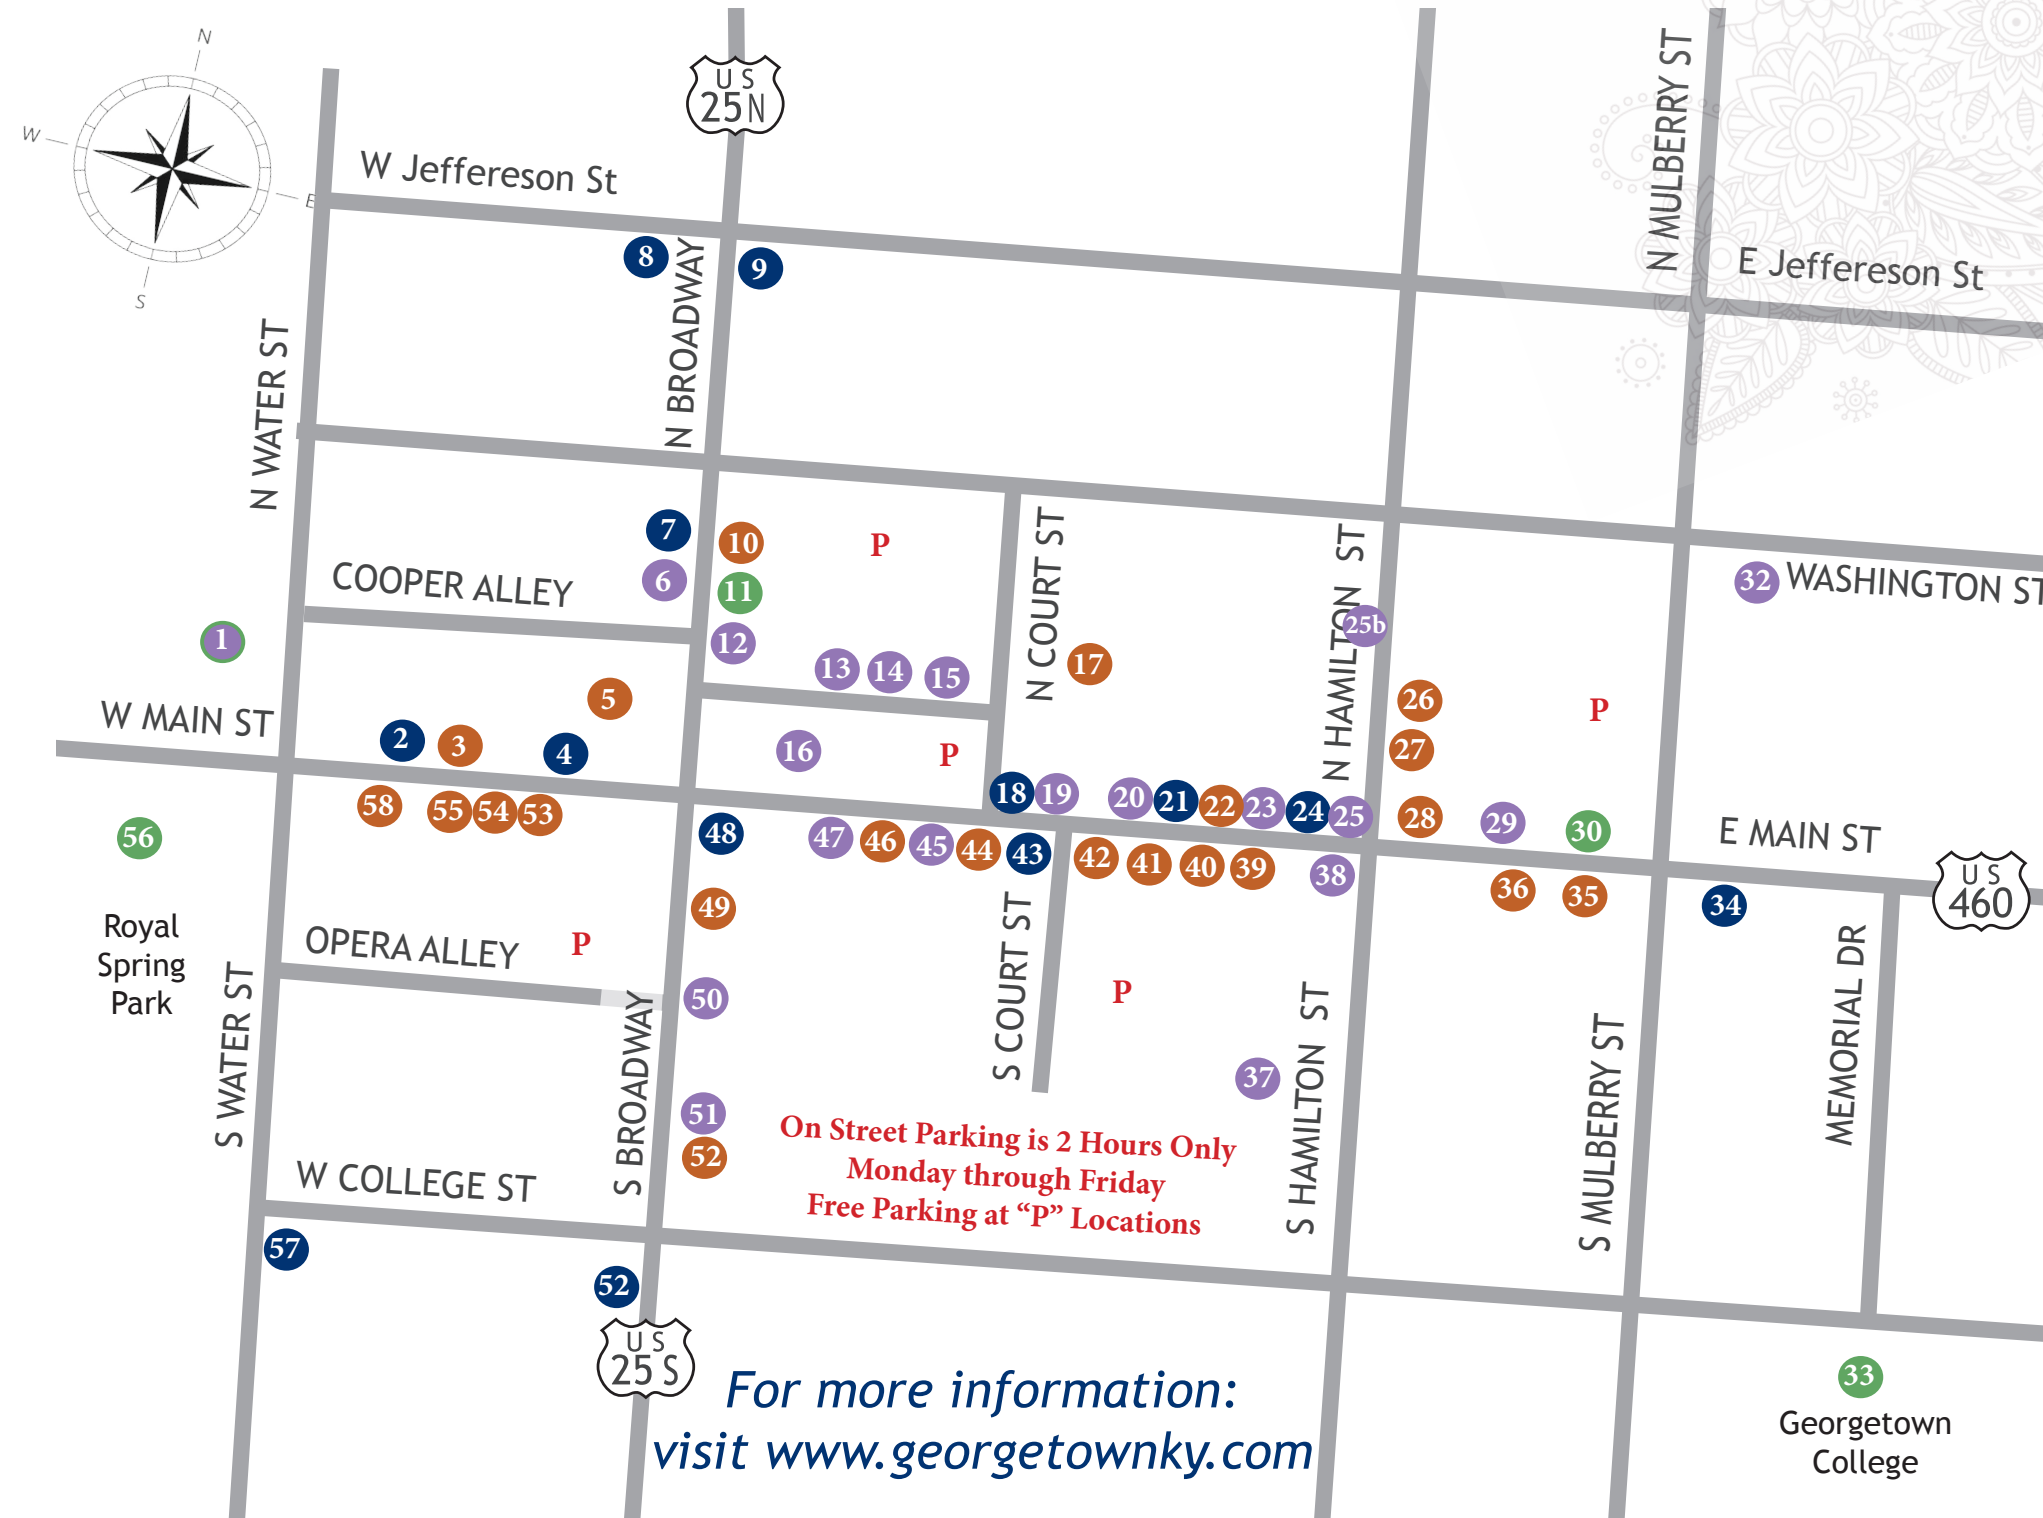 N
W
E
S
US
25N
W Jeffereson St
N MULBERRY ST
8
9
E Jeffereson St
N BROADWAY
N WATER ST
7
10
P
N COURT ST
N HAMILTON ST
COOPER ALLEY
6
11
32
WASHINGTON ST
1
12
25b
13
14
15
17
5
26
P
W MAIN ST
2
3
4
16
P
27
18
19
20
21
22
23
24
25
28
29
30
E MAIN ST
58
55
54
53
56
48
47
46
45
44
43
42
41
40
39
38
36
35
34
US
460
49
Royal
Spring
Park
OPERA ALLEY
P
50
S COURT ST
P
MEMORIAL DR
S WATER ST
S BROADWAY
37
S HAMILTON ST
S MULBERRY ST
51
52
On Street Parking is 2 Hours Only
Monday through Friday
Free Parking at “P” Locations
W COLLEGE ST
57
52
US
25 S
For more information:
visit www.georgetownky.com
33
Georgetown
College